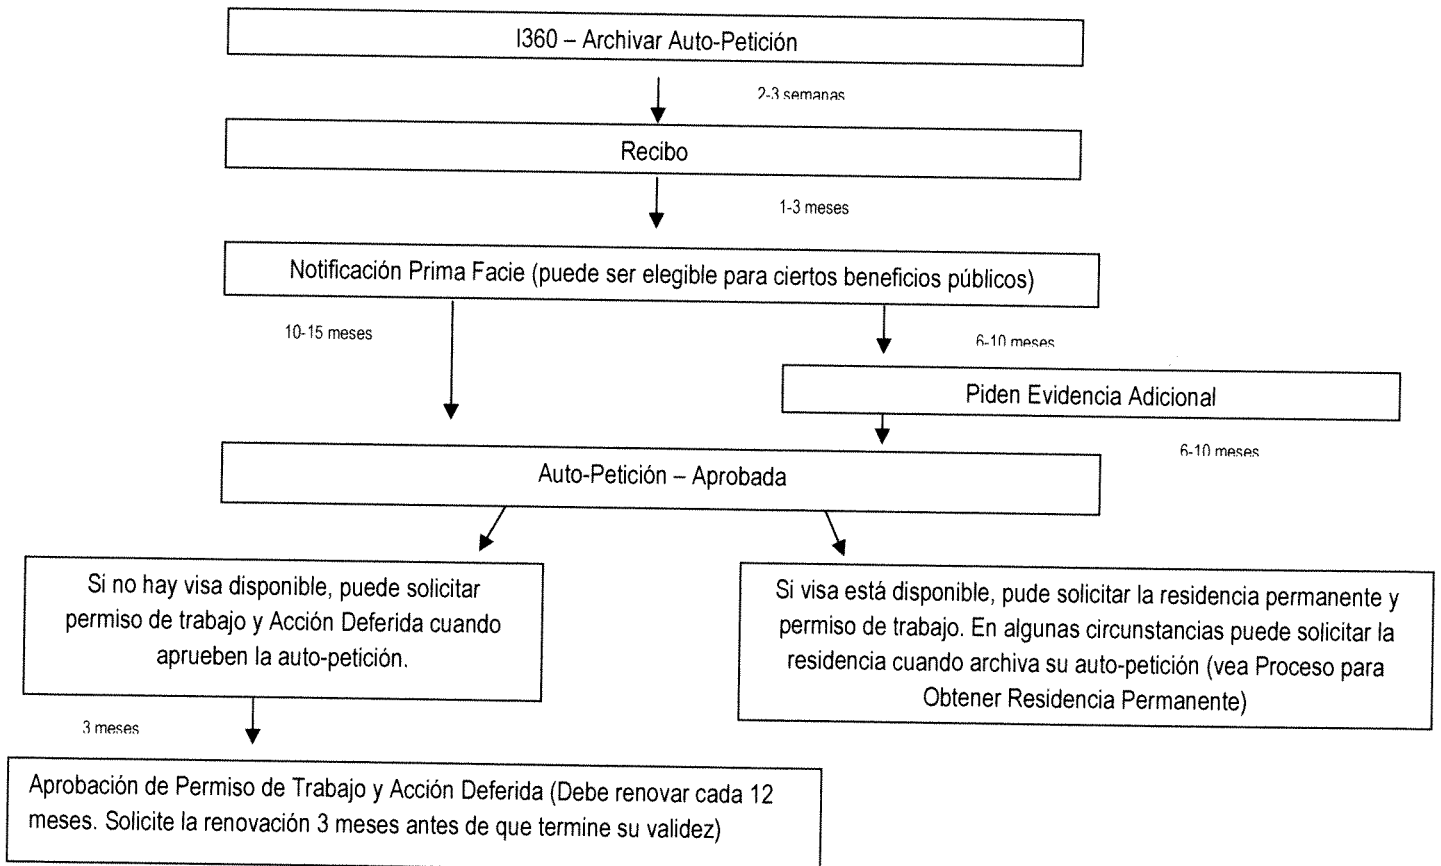 I360 – Archivar Auto-Petición
2-3 semanas
Recibo
1-3 meses
Notificación Prima Facie (puede ser elegible para ciertos beneficios públicos)
10-15 meses
6-10 meses
Piden Evidencia Adicional
6-10 meses
Auto-Petición – Aprobada
Si no hay visa disponible, puede solicitar
permiso de trabajo y Acción Deferida cuando
aprueben la auto-petición.
Si visa está disponible, pude solicitar la residencia permanente y
permiso de trabajo. En algunas circunstancias puede solicitar la
residencia cuando archiva su auto-petición (vea Proceso para
Obtener Residencia Permanente)
3 meses
Aprobación de Permiso de Trabajo y Acción Deferida (Debe renovar cada 12
meses. Solicite la renovación 3 meses antes de que termine su validez)